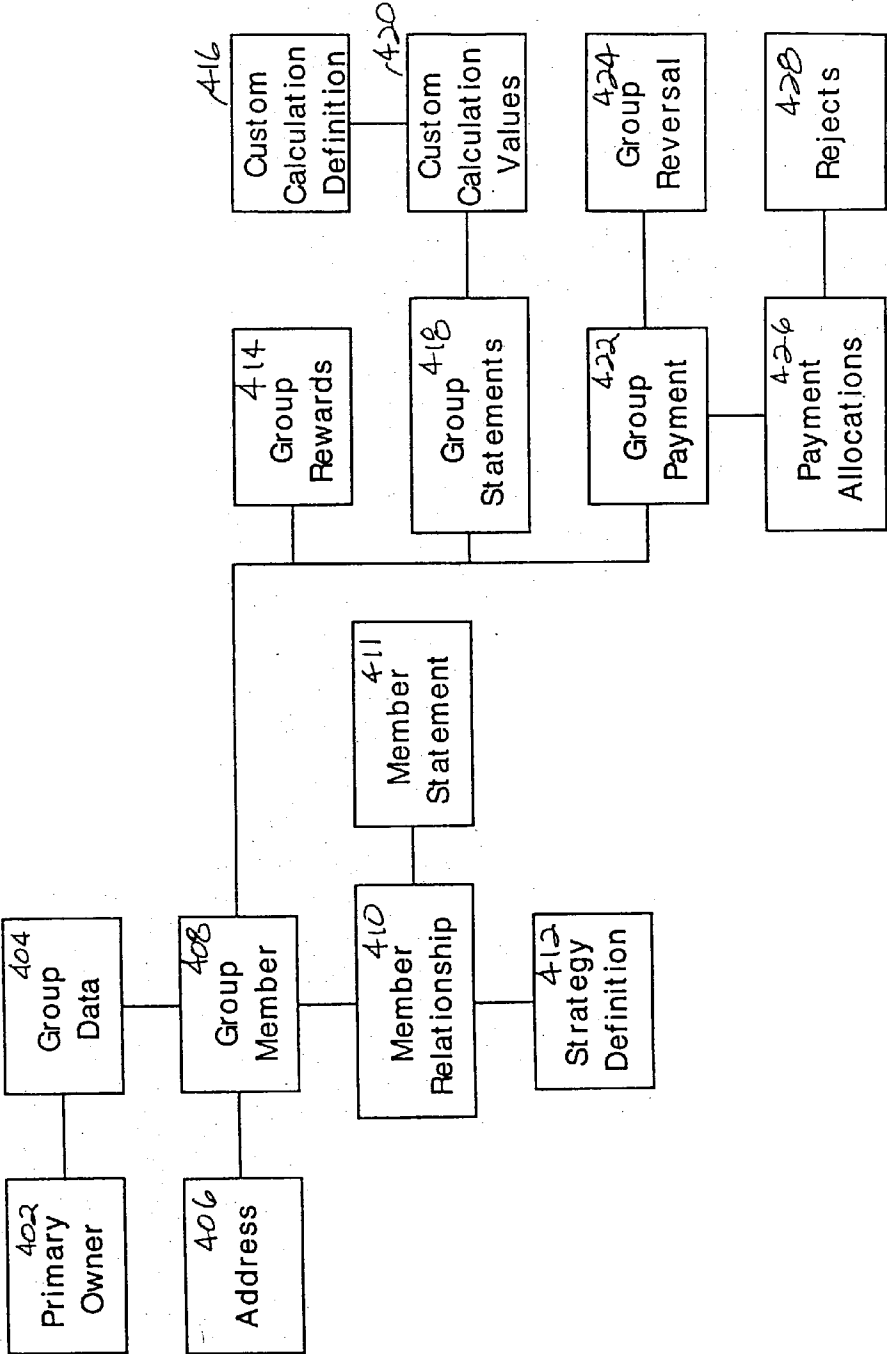 402
Primary
Owner
404
Group
Data
406
Address
408
Group
Member
410
Member
Relationship
411
Member
Statement
412
Strategy
Definition
414
Group
Rewards
416
Custom
Calculation
Definition
418
Group
Statements
420
Custom
Calculation
Values
422
Group
Payment
424
Group
Reversal
426
Payment
Allocations
428
Rejects